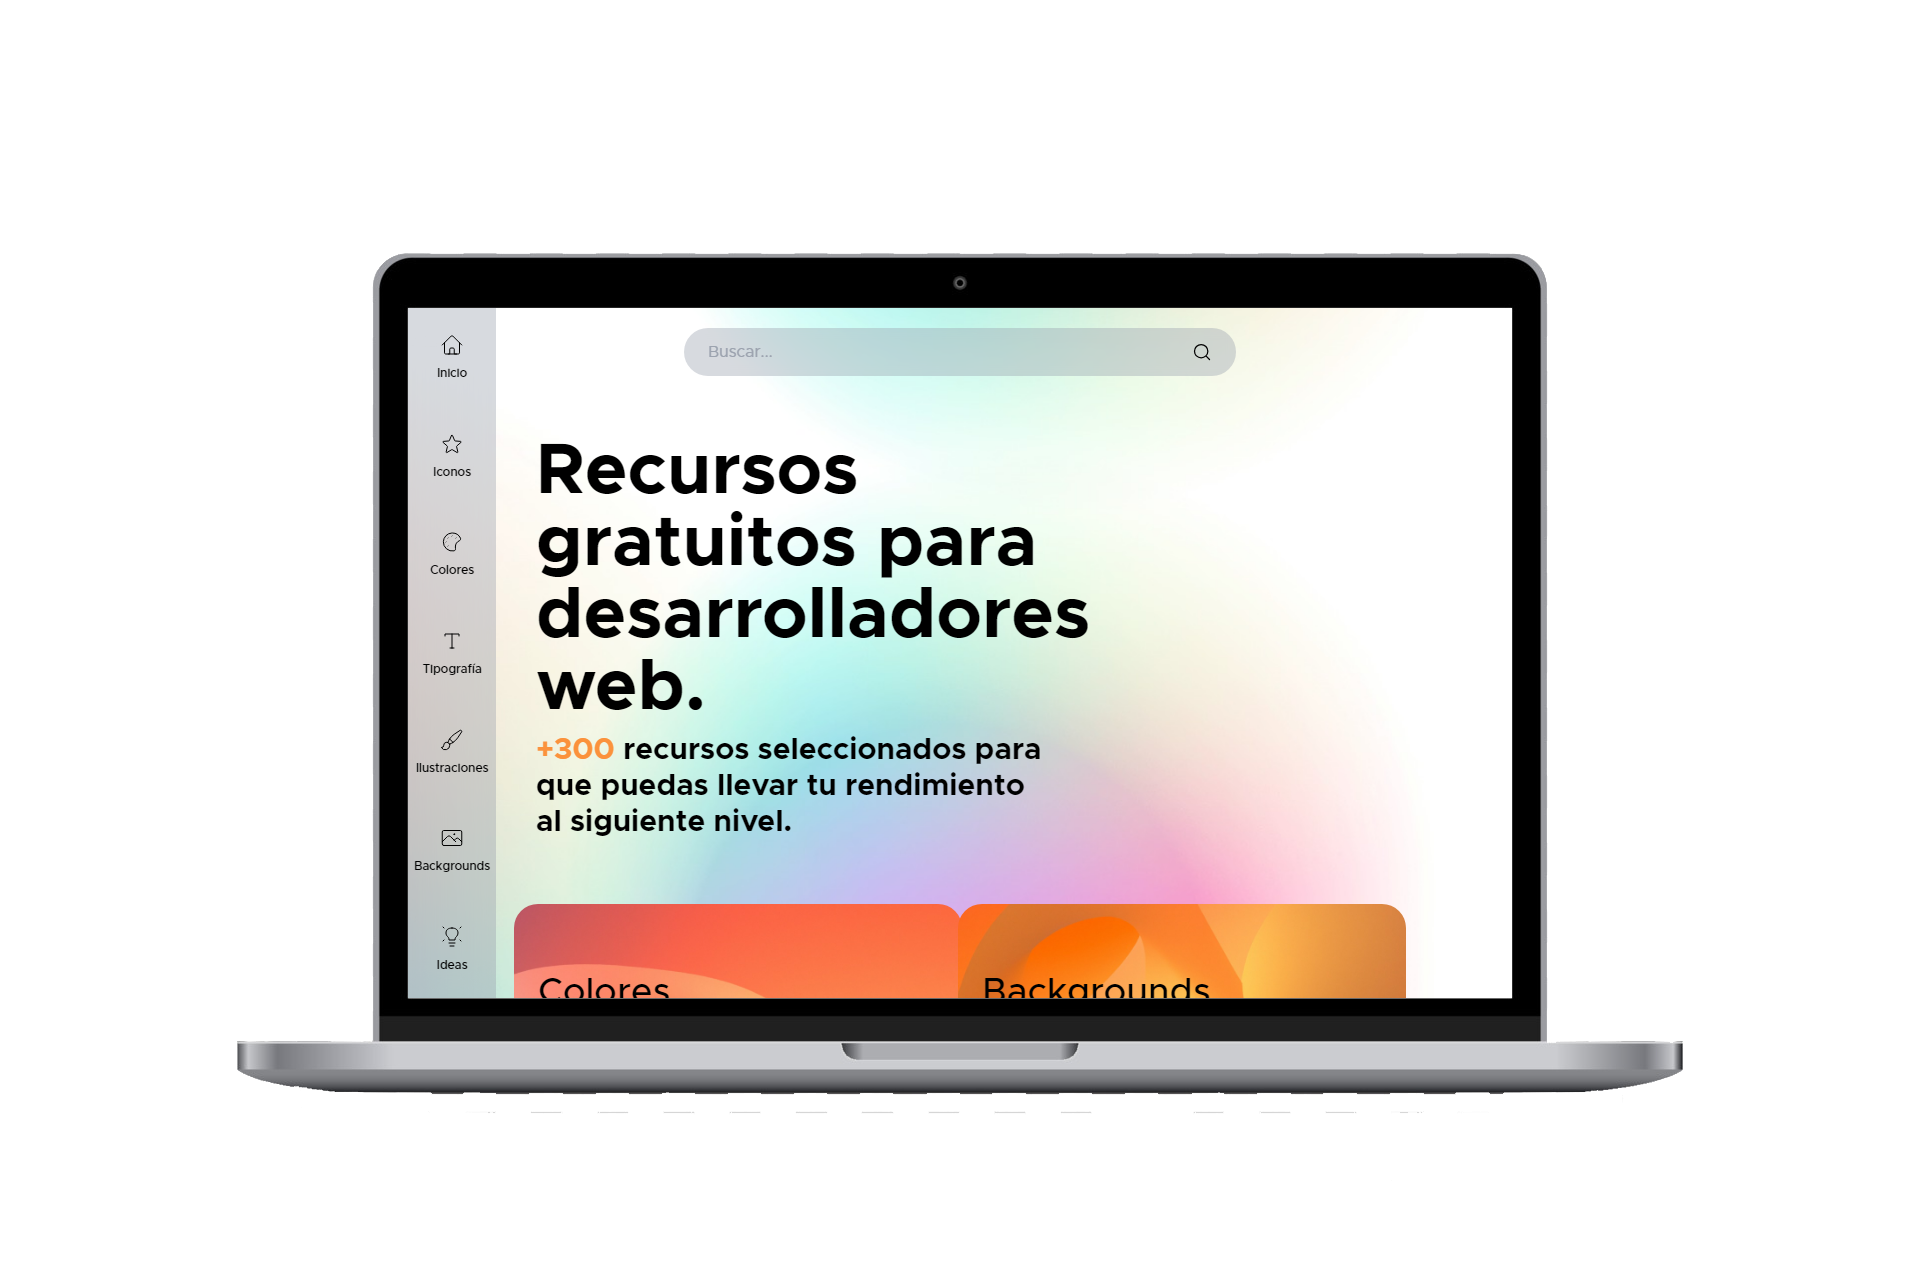 Buscar...
Inicio
Iconos
Colores
Tipografía
Ilustraciones
Backgrounds
Ideas
Recursos
gratuitos para
desarrolladores
web.
+300 recursos seleccionados para
que puedas llevar tu rendimiento
al siguiente nivel.
Colores
Backgrounds